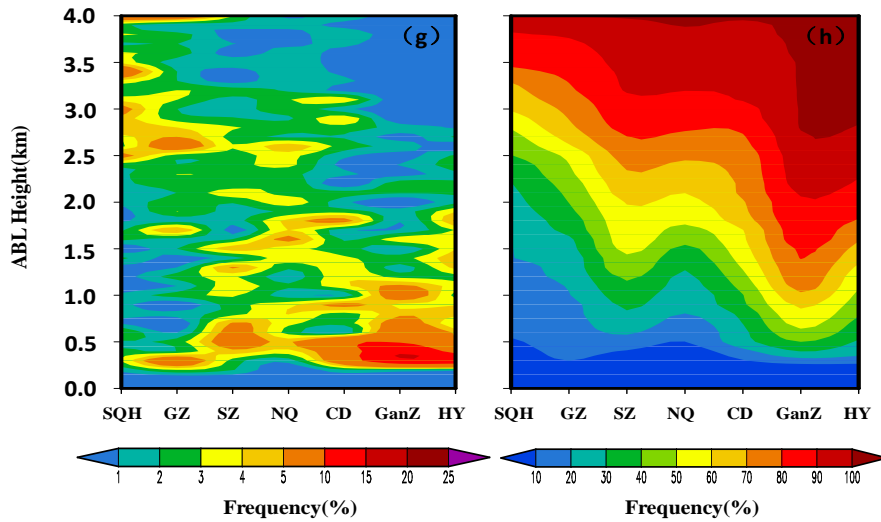 (g)
(h)
4.0
3.5
3.0
2.5
2.0
1.5
1.0
0.5
0.0
ABL Height(km)
SQH GZ SZ NQ CD GanZ HY
SQH GZ SZ NQ CD GanZ HY
1 2 3 4 5 10 15 20 25
10 20 30 40 50 60 70 80 90 100
Frequency(%)
Frequency(%)